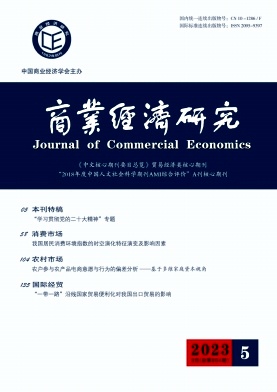 国内统一连续出版物号：CN 10-1286/F
国际标准连续出版物号：ISSN 2095-9397
中国商业经济学会主办
商業經濟研究
Journal of Commercial Economics
《中文核心期刊要目总览》贸易经济类核心期刊
“2018年度中国人文社会科学期刊AMI综合评价”A刊核心期刊
05 本刊特稿
“学习贯彻党的二十大精神”专题
58 消费市场
我国居民消费环境指数的时空演化特征演变及影响因素
104 农村市场
农户参与农产品电商意愿与行为的偏差分析——基于多维家庭资本视角
133 国际经贸
“一带一路”沿线国家贸易便利化对我国出口贸易的影响
2023
5